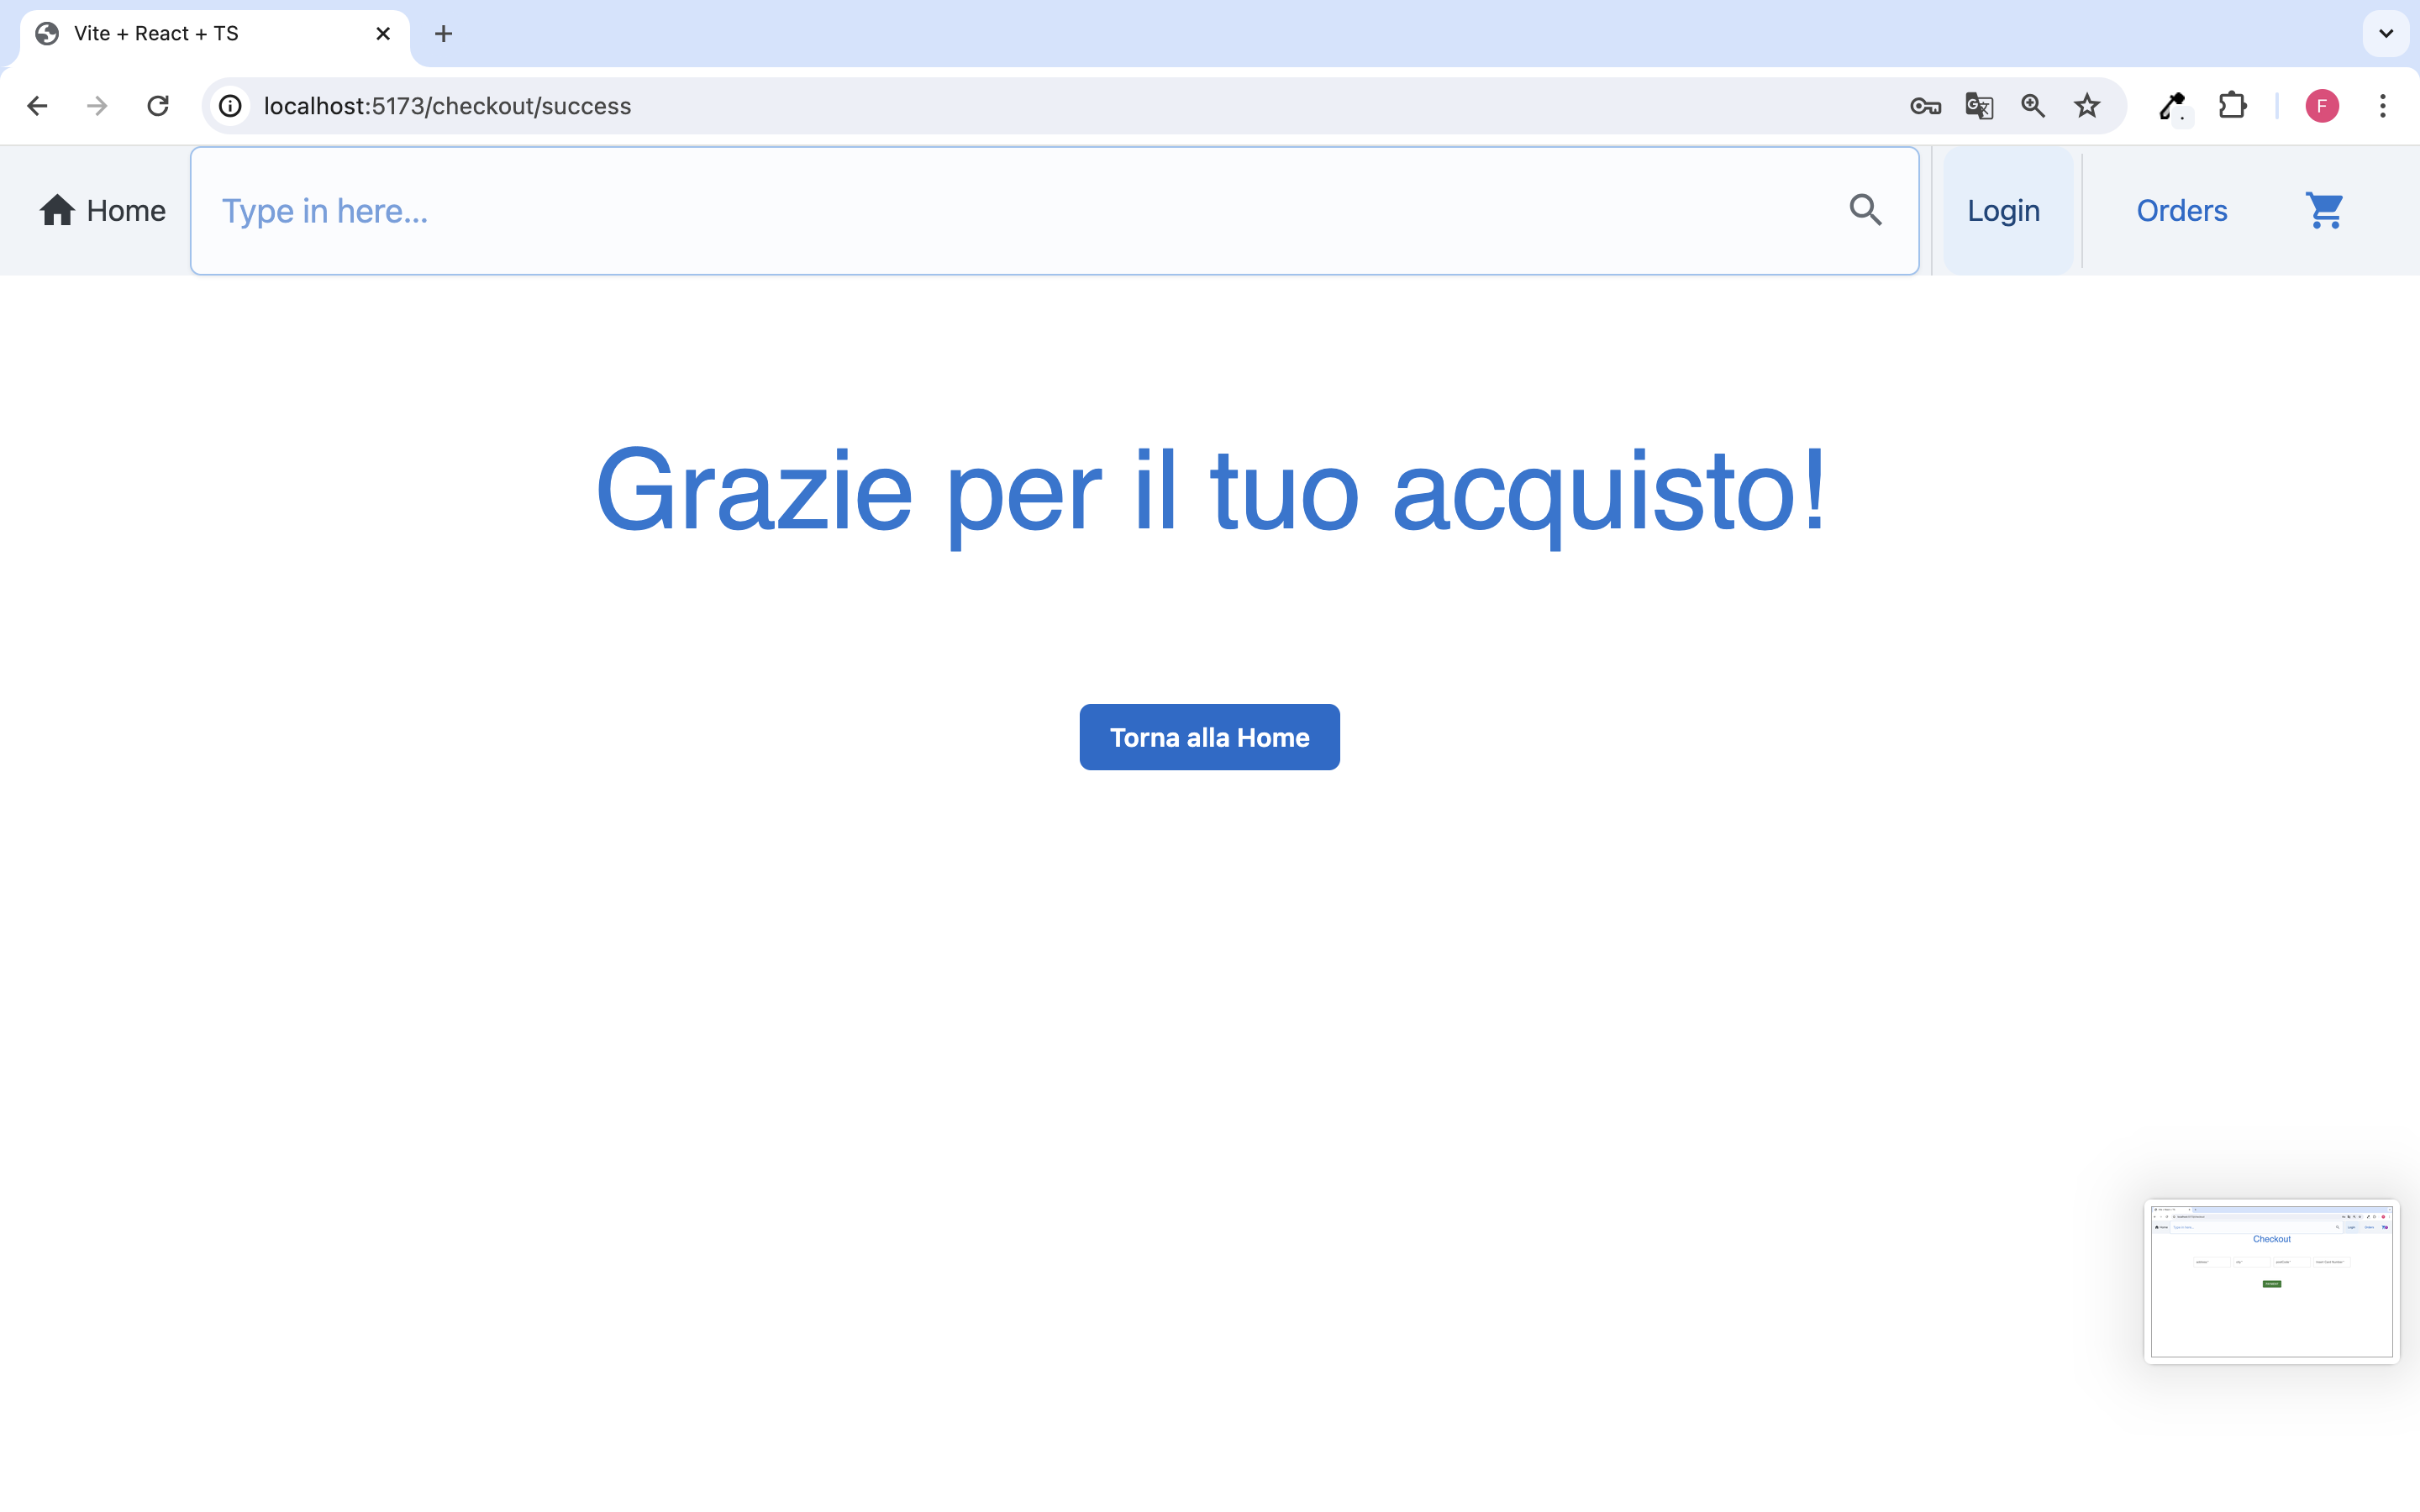 Vite + React + TS
localhost:5173/checkout/success
F
Home
Type in here...
Login
Orders
Grazie per il tuo acquisto!
Torna alla Home
Checkout